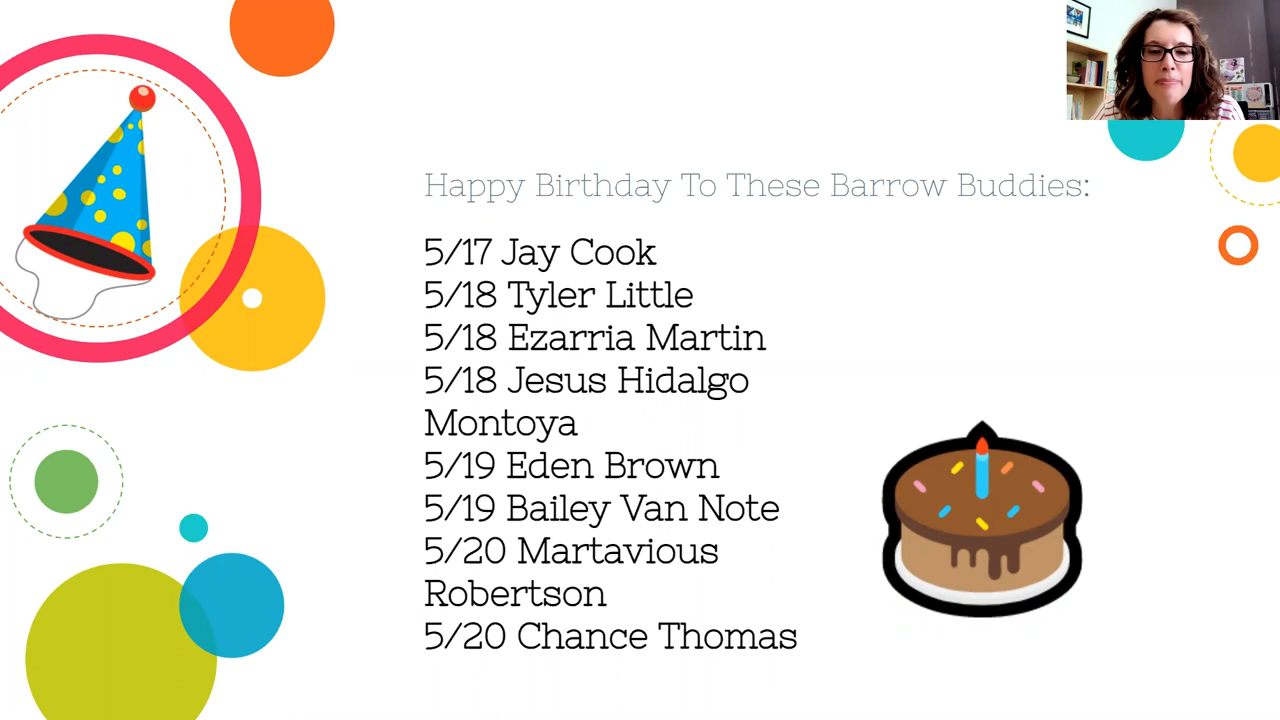 Happy Birthday To These Barrow Buddies:
5/17 Jay Cook
5/18 Tyler Little
5/18 Ezarria Martin
5/18 Jesus Hidalgo
Montoya
5/19 Eden Brown
5/19 Bailey Van Note
5/20 Martavious
Robertson
5/20 Chance Thomas